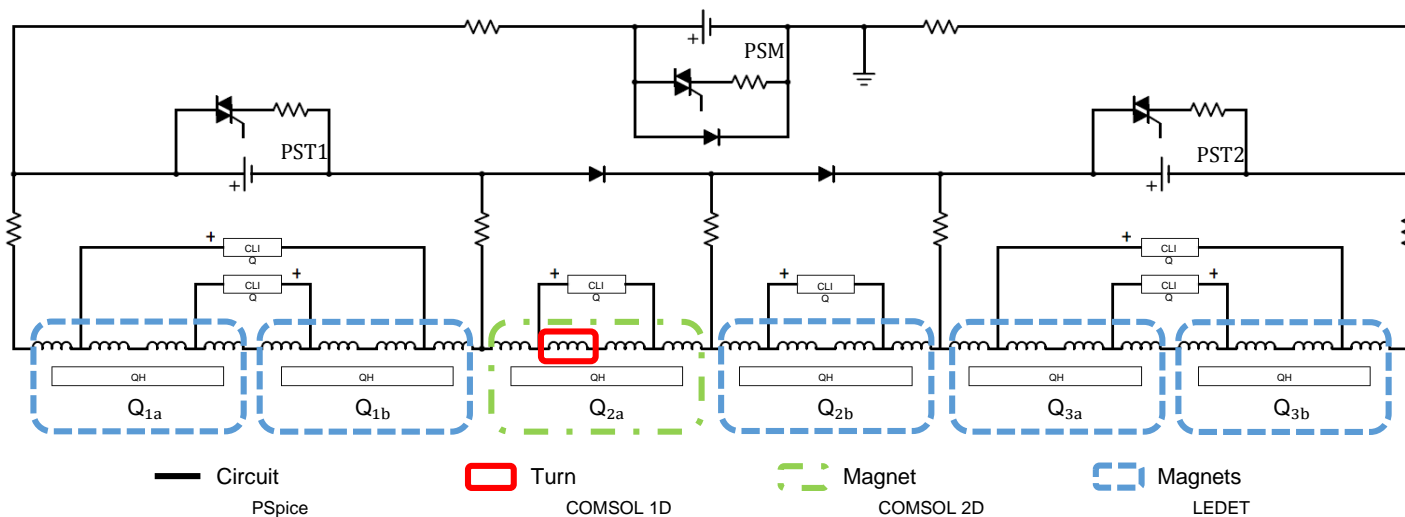 +
PSM
PST1
+
PST2
+
+
CLI
Q
+
CLI
Q
+
CLI
Q
+
CLI
Q
+
CLI
Q
+
CLI
Q
QH
QH
QH
QH
QH
QH
Q1a
Q1b
Q2a
Q2b
Q3a
Q3b
Circuit
Turn
Magnet
Magnets
PSpice
COMSOL 1D
COMSOL 2D
LEDET